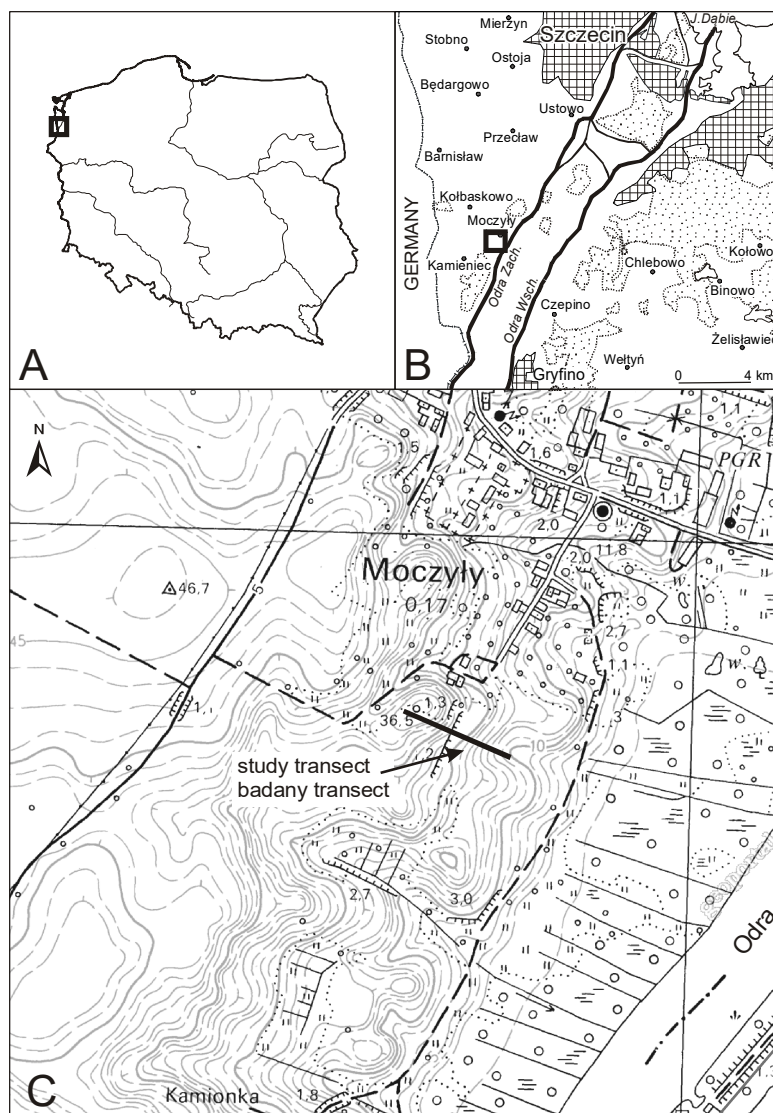 A
Mierzyn
J.Dąbie
Szczecin
Stobno
Ostoja
Będargowo
Ustowo
Przecław
Barnisław
Kołbaskowo
Moczyły
GERMANY
Kamieniec
Odra Zach.
Odra Wsch.
Chlebowo
Kołowo
Binowo
Czepino
Żelisławiec
Wełtyń
Gryfino
0 4 km
B
N
1.1
1.5
1.6
PGR
1.1
2.0
11.8
2.0
46.7
5
Moczyły
17
2.7
1.1
w
w
45
3
1.3
36.5
10
study transect
badany transect
2.7
3.0
Odra
Kamionka
1.8
C